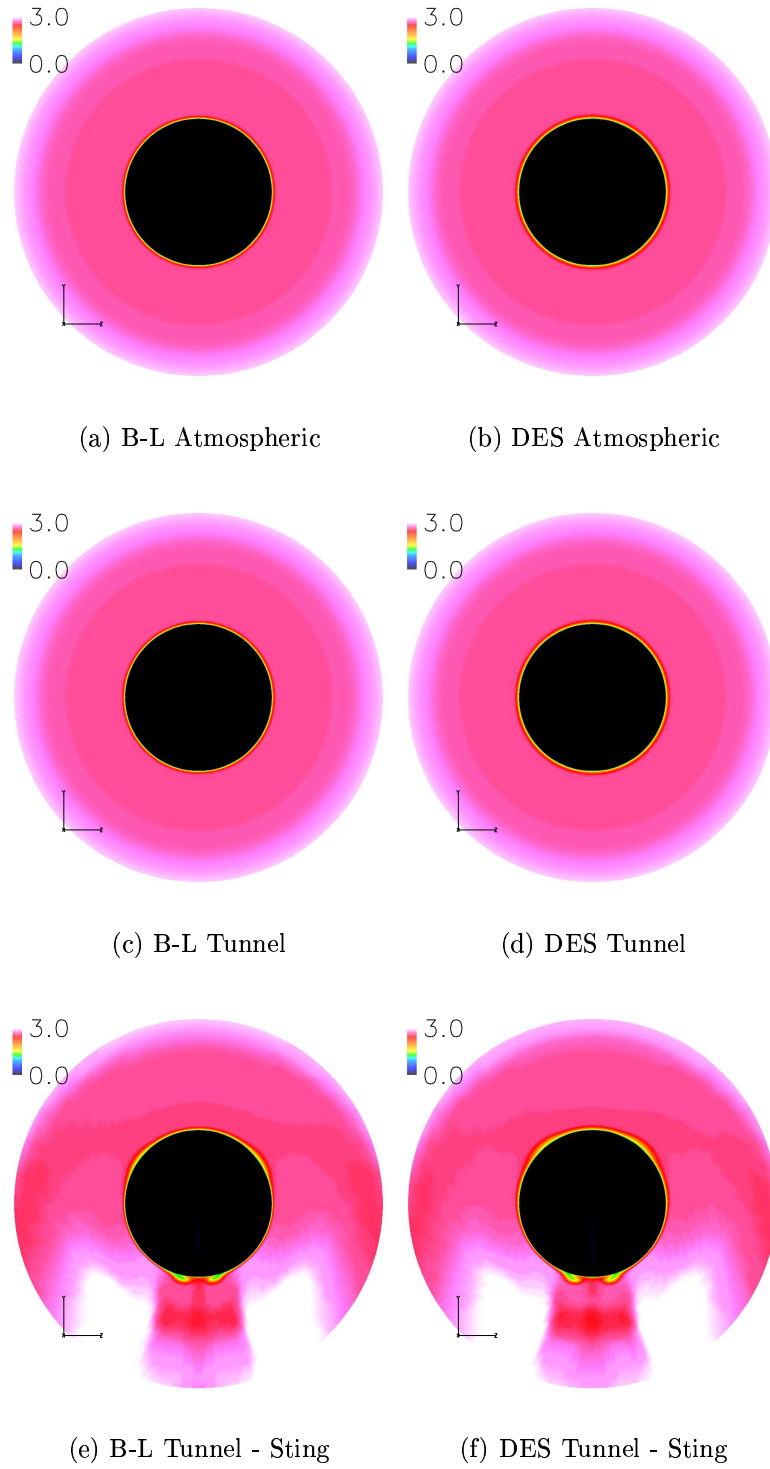 3.0
0.0
3.0
0.0
(a) B-L Atmospheric
(b) DES Atmospheric
3.0
0.0
3.0
0.0
(c) B-L Tunnel
(d) DES Tunnel
3.0
0.0
3.0
0.0
(e) B-L Tunnel - Sting
(f) DES Tunnel - Sting